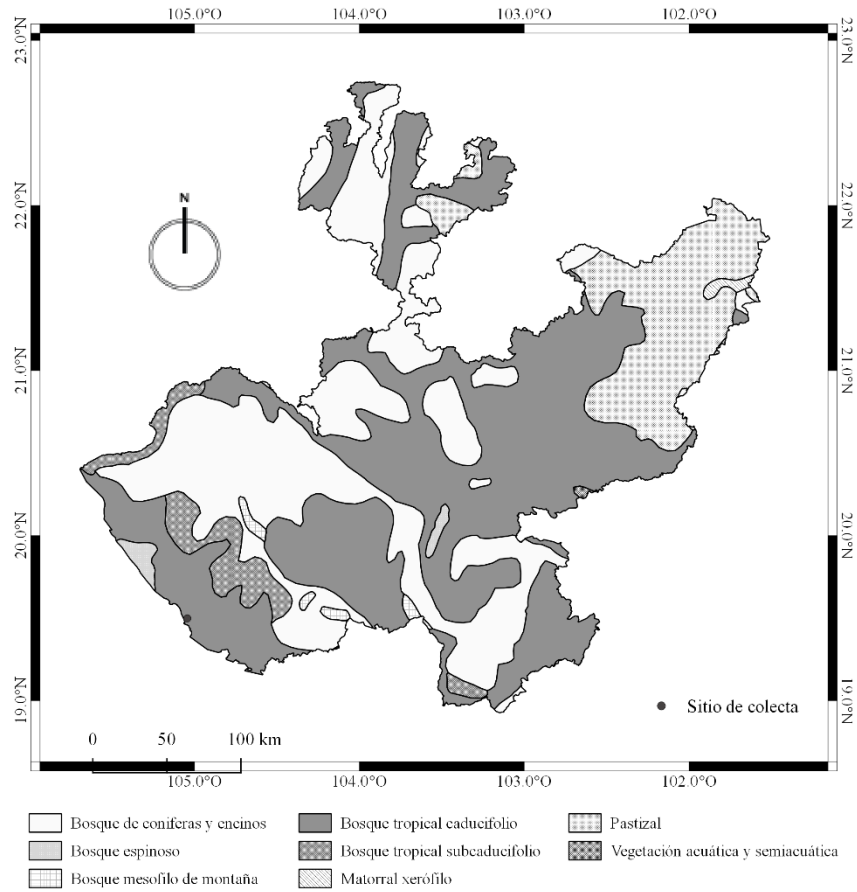 105.0°O 104.0°O 103.0°O 102.0°O
23.0°N 23.0°N
N
22.0°N 22.0°N
21.0°N 21.0°N
20.0°N 20.0°N
19.0°N 19.0°N
Sitio de colecta
0 50 100 km
105.0°O 104.0°O 103.0°O 102.0°O
Bosque de coniferas y encinos Bosque tropical caducifolio Pastizal
Bosque espinoso Bosque tropical subcaducifolio Vegetación acuática y semiacuática
Bosque mesofilo de montaña Matorral xerófilo